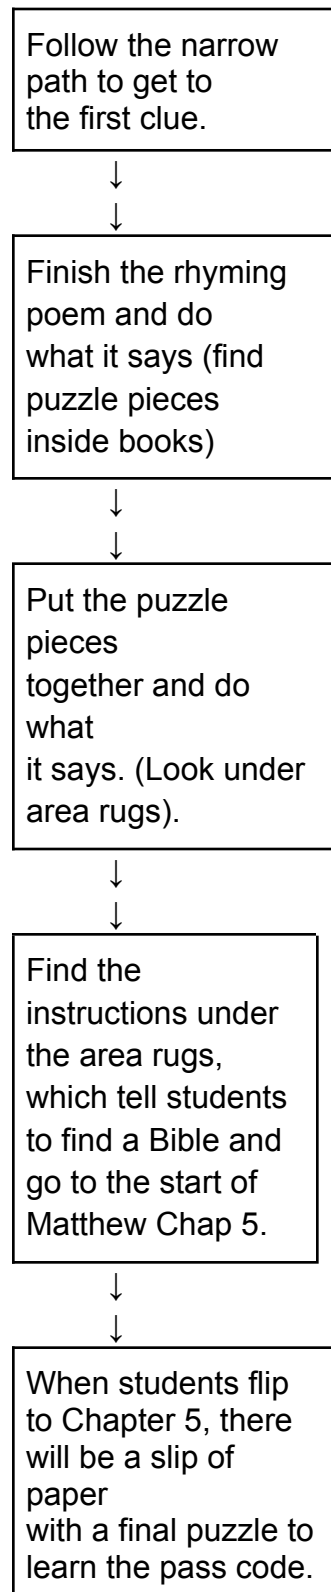 Follow the narrow
path to get to
the first clue.
↓
↓
Finish the rhyming
poem and do
what it says (find
puzzle pieces
inside books)
↓
↓
Put the puzzle
pieces
together and do
what
it says. (Look under
area rugs).
↓
↓
Find the
instructions under
the area rugs,
which tell students
to find a Bible and
go to the start of
Matthew Chap 5.
↓
↓
When students flip
to Chapter 5, there
will be a slip of
paper
with a final puzzle to
learn the pass code.